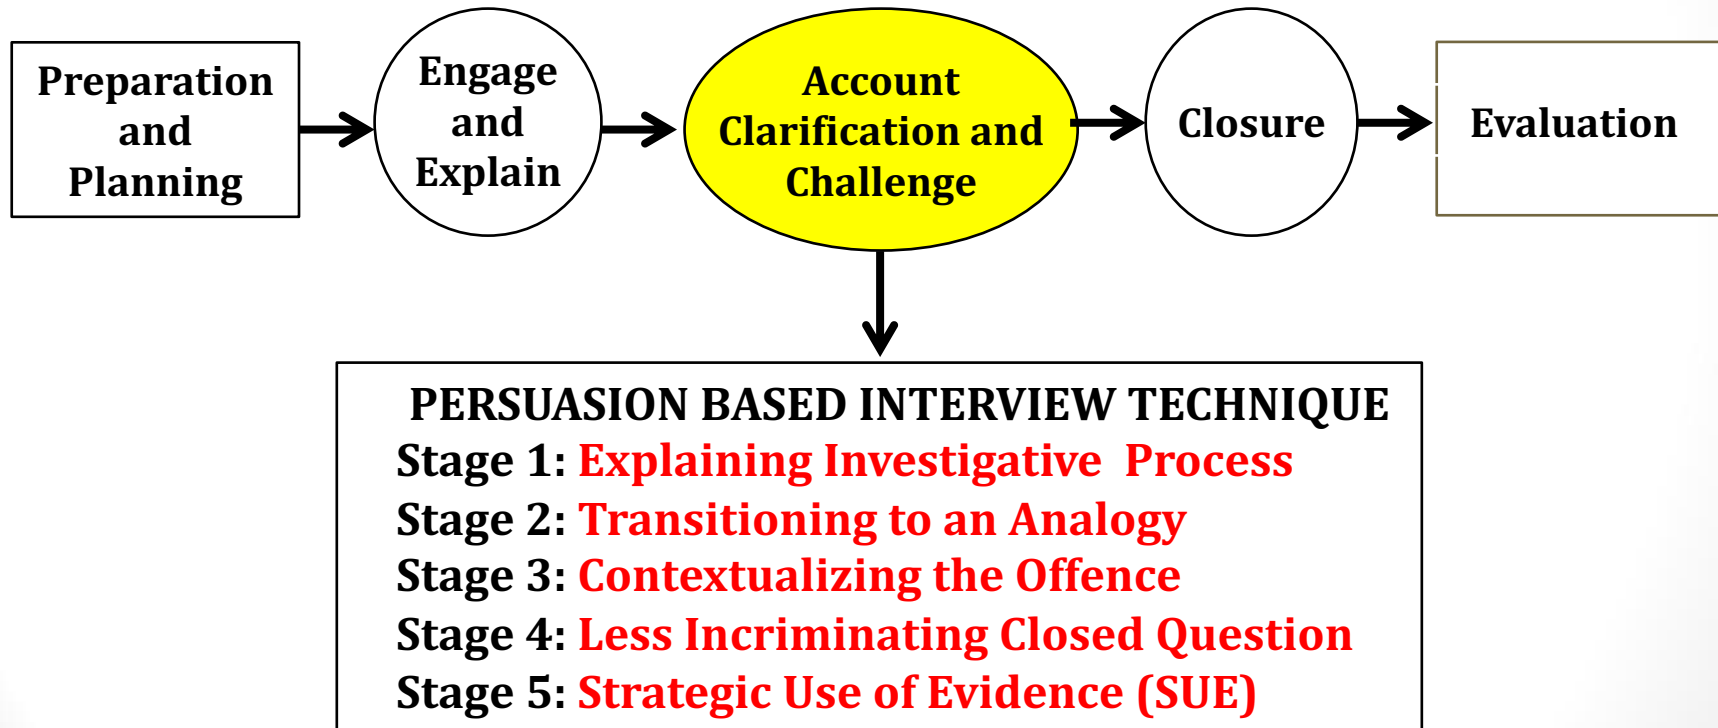 Preparation
and
Planning
Engage
and
Explain
Account
Clarification and
Challenge
Closure
Evaluation
PERSUASION BASED INTERVIEW TECHNIQUE
Stage 1: Explaining Investigative Process
Stage 2: Transitioning to an Analogy
Stage 3: Contextualizing the Offence
Stage 4: Less Incriminating Closed Question
Stage 5: Strategic Use of Evidence (SUE)